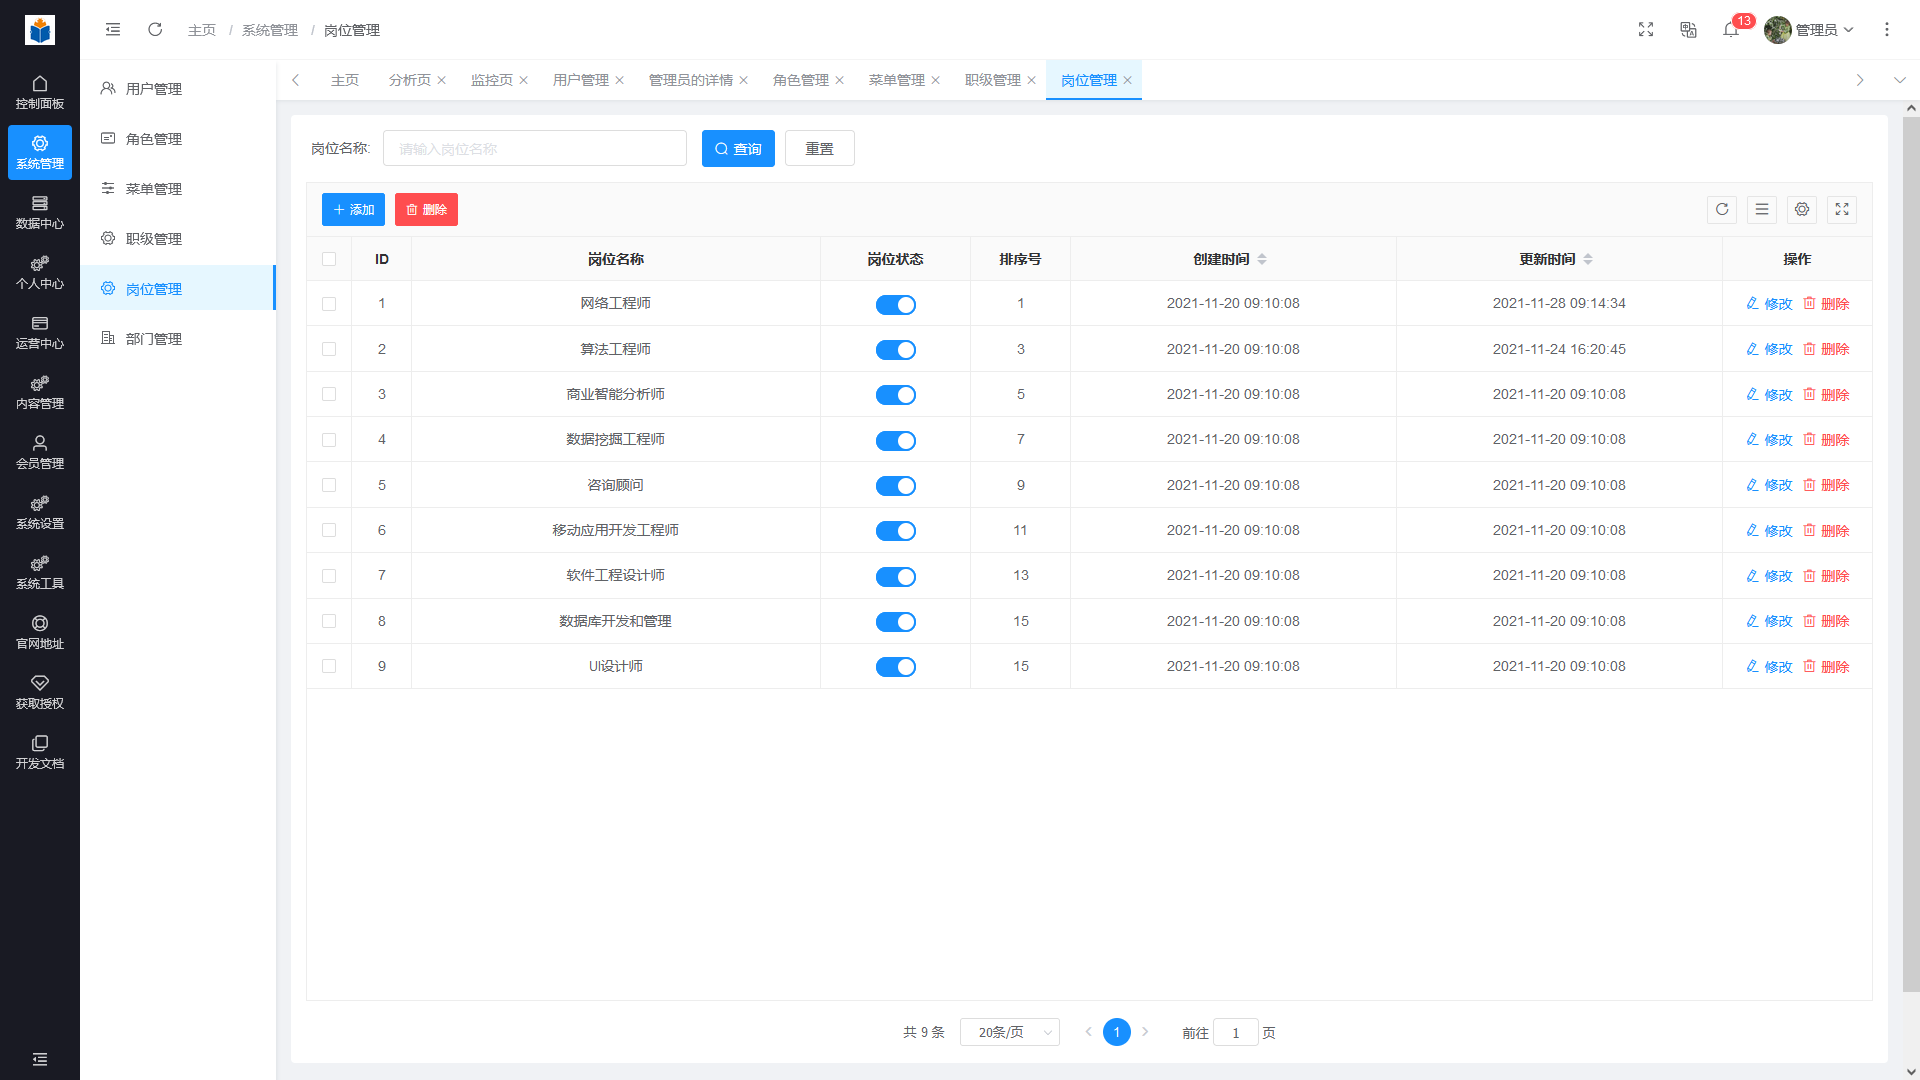 主页 / 系统管理 / 岗位管理
13
管理员
控制面板
系统管理
数据中心
个人中心
运营中心
内容管理
会员管理
系统设置
系统工具
官网地址
获取授权
开发文档
用户管理
角色管理
菜单管理
职级管理
岗位管理
部门管理
主页 分析页 监控页 用户管理 管理员的详情 角色管理 菜单管理 职级管理 岗位管理
岗位名称: 请输入岗位名称 查询 重置
添加 删除
ID 岗位名称 岗位状态 排序号 创建时间 更新时间 操作
1 网络工程师 1 2021-11-20 09:10:08 2021-11-28 09:14:34 修改 删除
2 算法工程师 3 2021-11-20 09:10:08 2021-11-24 16:20:45 修改 删除
3 商业智能分析师 5 2021-11-20 09:10:08 2021-11-20 09:10:08 修改 删除
4 数据挖掘工程师 7 2021-11-20 09:10:08 2021-11-20 09:10:08 修改 删除
5 咨询顾问 9 2021-11-20 09:10:08 2021-11-20 09:10:08 修改 删除
6 移动应用开发工程师 11 2021-11-20 09:10:08 2021-11-20 09:10:08 修改 删除
7 软件工程设计师 13 2021-11-20 09:10:08 2021-11-20 09:10:08 修改 删除
8 数据库开发和管理 15 2021-11-20 09:10:08 2021-11-20 09:10:08 修改 删除
9 UI设计师 15 2021-11-20 09:10:08 2021-11-20 09:10:08 修改 删除
共 9 条 20条/页 1 前往 1 页